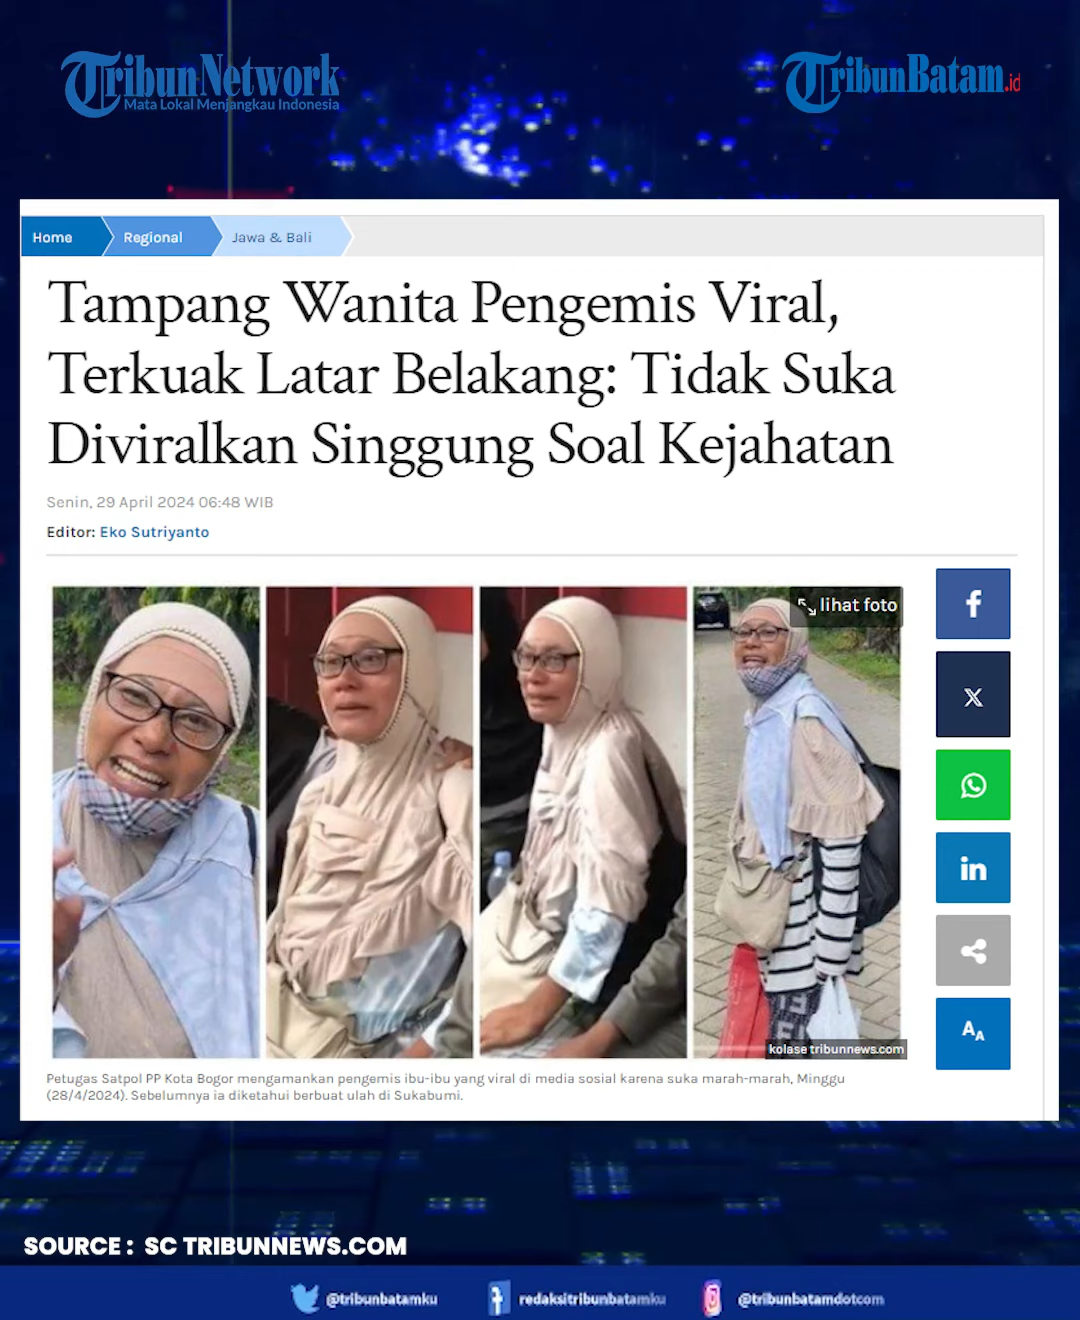 TribunNetwork
Mata Lokal Menjangkau Indonesia
TribunBatam.id
Home
Regional
Jawa & Bali
Tampang Wanita Pengemis Viral,
Terkuak Latar Belakang: Tidak Suka
Diviralkan Singgung Soal Kejahatan
Senin, 29 April 2024 06:48 WIB
Editor: Eko Sutriyanto
lihat foto
kolase tribunnews.com
Petugas Satpol PP Kota Bogor mengamankan pengemis ibu-ibu yang viral di media sosial karena suka marah-marah, Minggu
(28/4/2024). Sebelumnya ia diketahui berbuat ulah di Sukabumi.
SOURCE : SC TRIBUNNEWS.COM
@tribunbatamku
redaksitribunbatamku
@tribunbatamdotcom